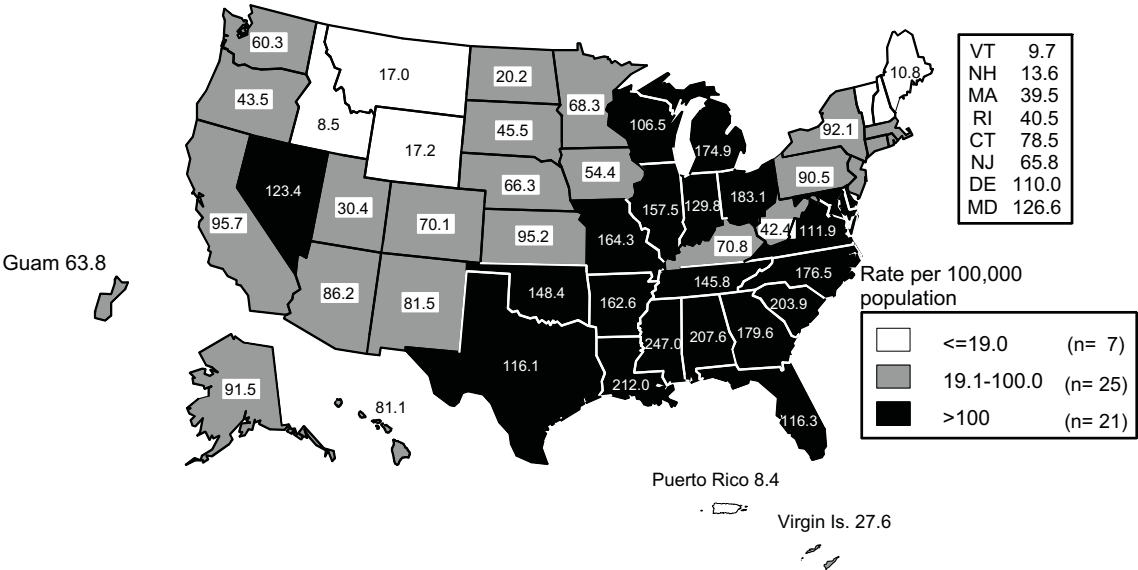 60.3
17.0
20.2
10.8
43.5
8.5
17.2
45.5
68.3
106.5
174.9
92.1
VT 9.7
NH 13.6
MA 39.5
RI 40.5
CT 78.5
NJ 65.8
DE 110.0
MD 126.6
123.4
30.4
70.1
66.3
54.4
157.5
129.8
183.1
90.5
95.7
95.2
164.3
70.8
42.4
111.9
Guam 63.8
86.2
81.5
148.4
162.6
145.8
176.5
203.9
116.1
247.0
207.6
179.6
212.0
116.3
91.5
81.1
Rate per 100,000
population
<=19.0 (n= 7)
19.1-100.0 (n= 25)
>100 (n= 21)
Puerto Rico 8.4
Virgin Is. 27.6